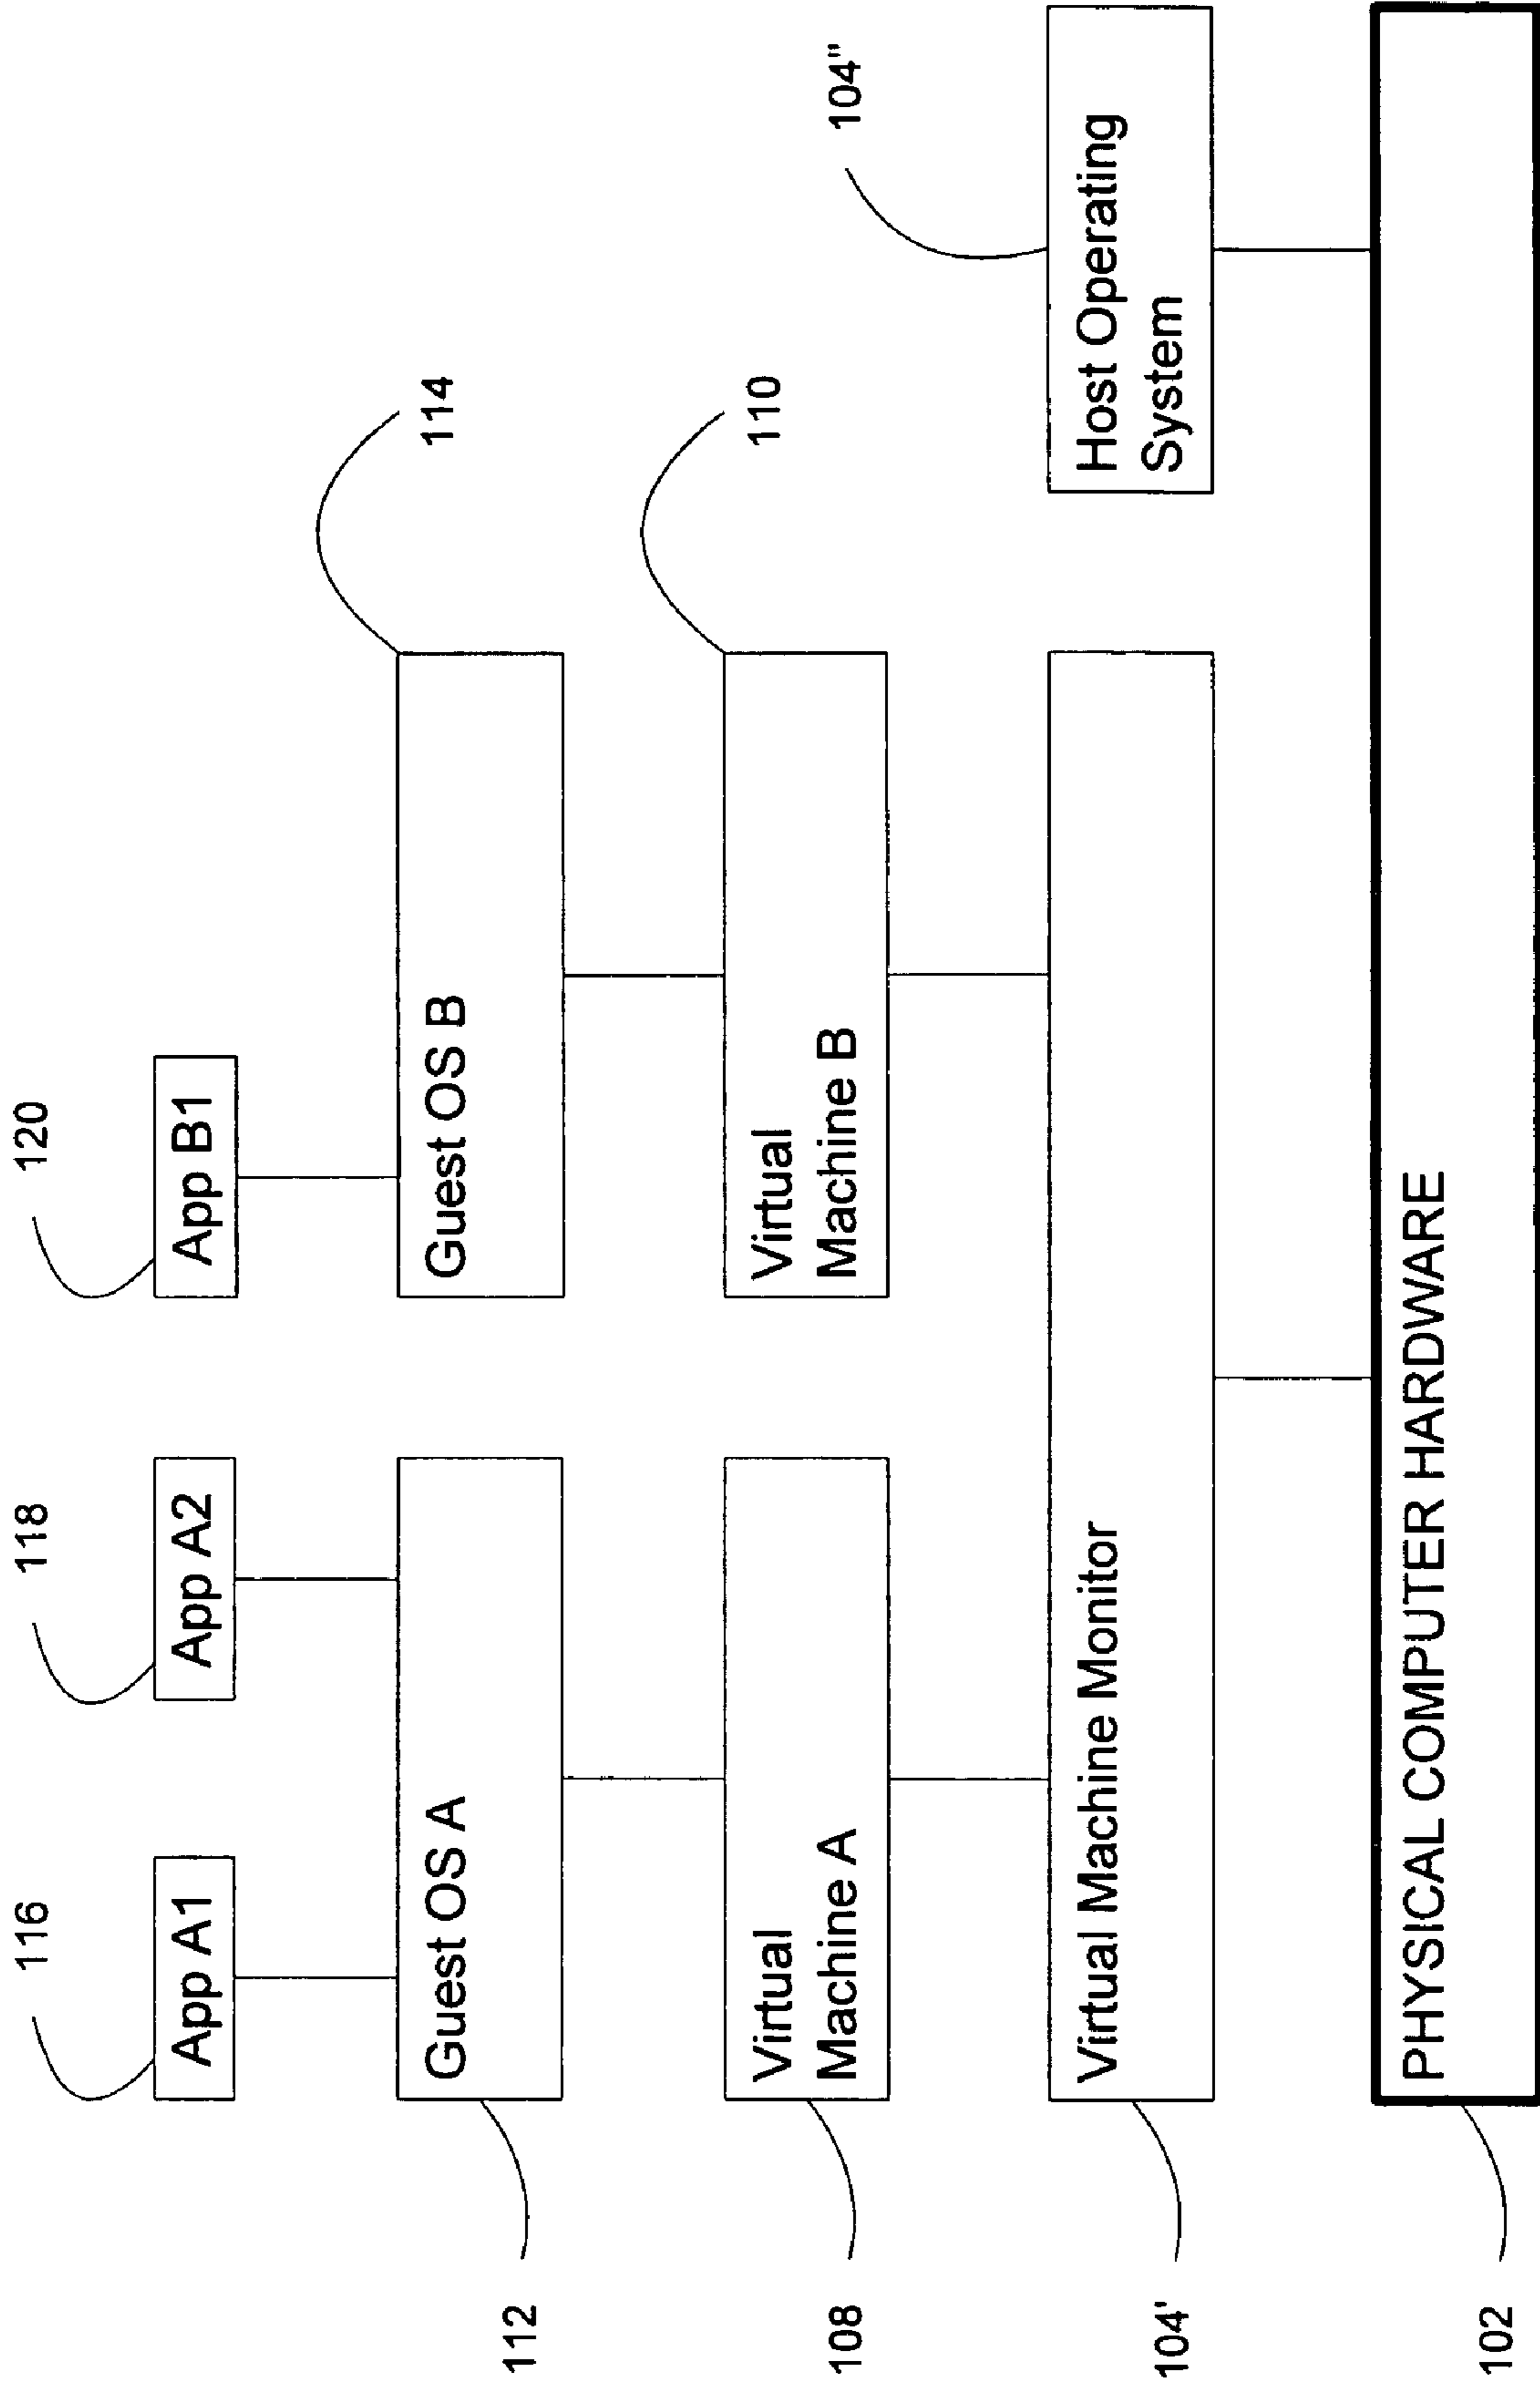 116
118
120
App A1
App A2
App B1
114
Guest OS A
Guest OS B
112
110
Virtual
Machine A
Virtual
Machine B
108
104"
Virtual Machine Monitor
Host Operating
System
104'
PHYSICAL COMPUTER HARDWARE
102